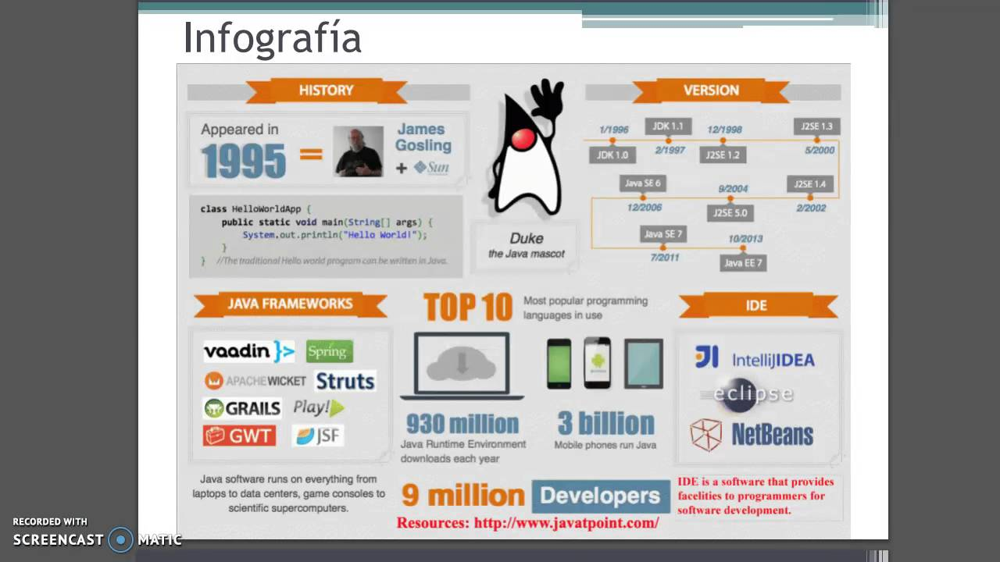 Infografía
HISTORY
Appeared in
1995
=
James
Gosling
+ Sun
class HelloWorldApp {
public static void main(String[] args) {
System.out.println("Hello World!");
}
} //The traditional Hello world program can be written in Java.
Duke
the Java mascot
VERSION
1/1996
JDK 1.1
12/1998
J2SE 1.3
JDK 1.0
2/1997
J2SE 1.2
5/2000
Java SE 6
9/2004
J2SE 1.4
12/2006
J2SE 5.0
2/2002
Java SE 7
10/2013
7/2011
Java EE 7
JAVA FRAMEWORKS
vaadin }>
Spring
APACHE WICKET
Struts
GRAILS
Play!
GWT
JSF
Java software runs on everything from
laptops to data centers, game consoles to
scientific supercomputers.
TOP 10
Most popular programming
languages in use
930 million
Java Runtime Environment
downloads each year
3 billion
Mobile phones run Java
9 million Developers
Resources: http://www.javatpoint.com/
IDE
IntelliJIDEA
eclipse
NetBeans
IDE is a software that provides
facelities to programmers for
software development.
RECORDED WITH
SCREENCAST MATIC